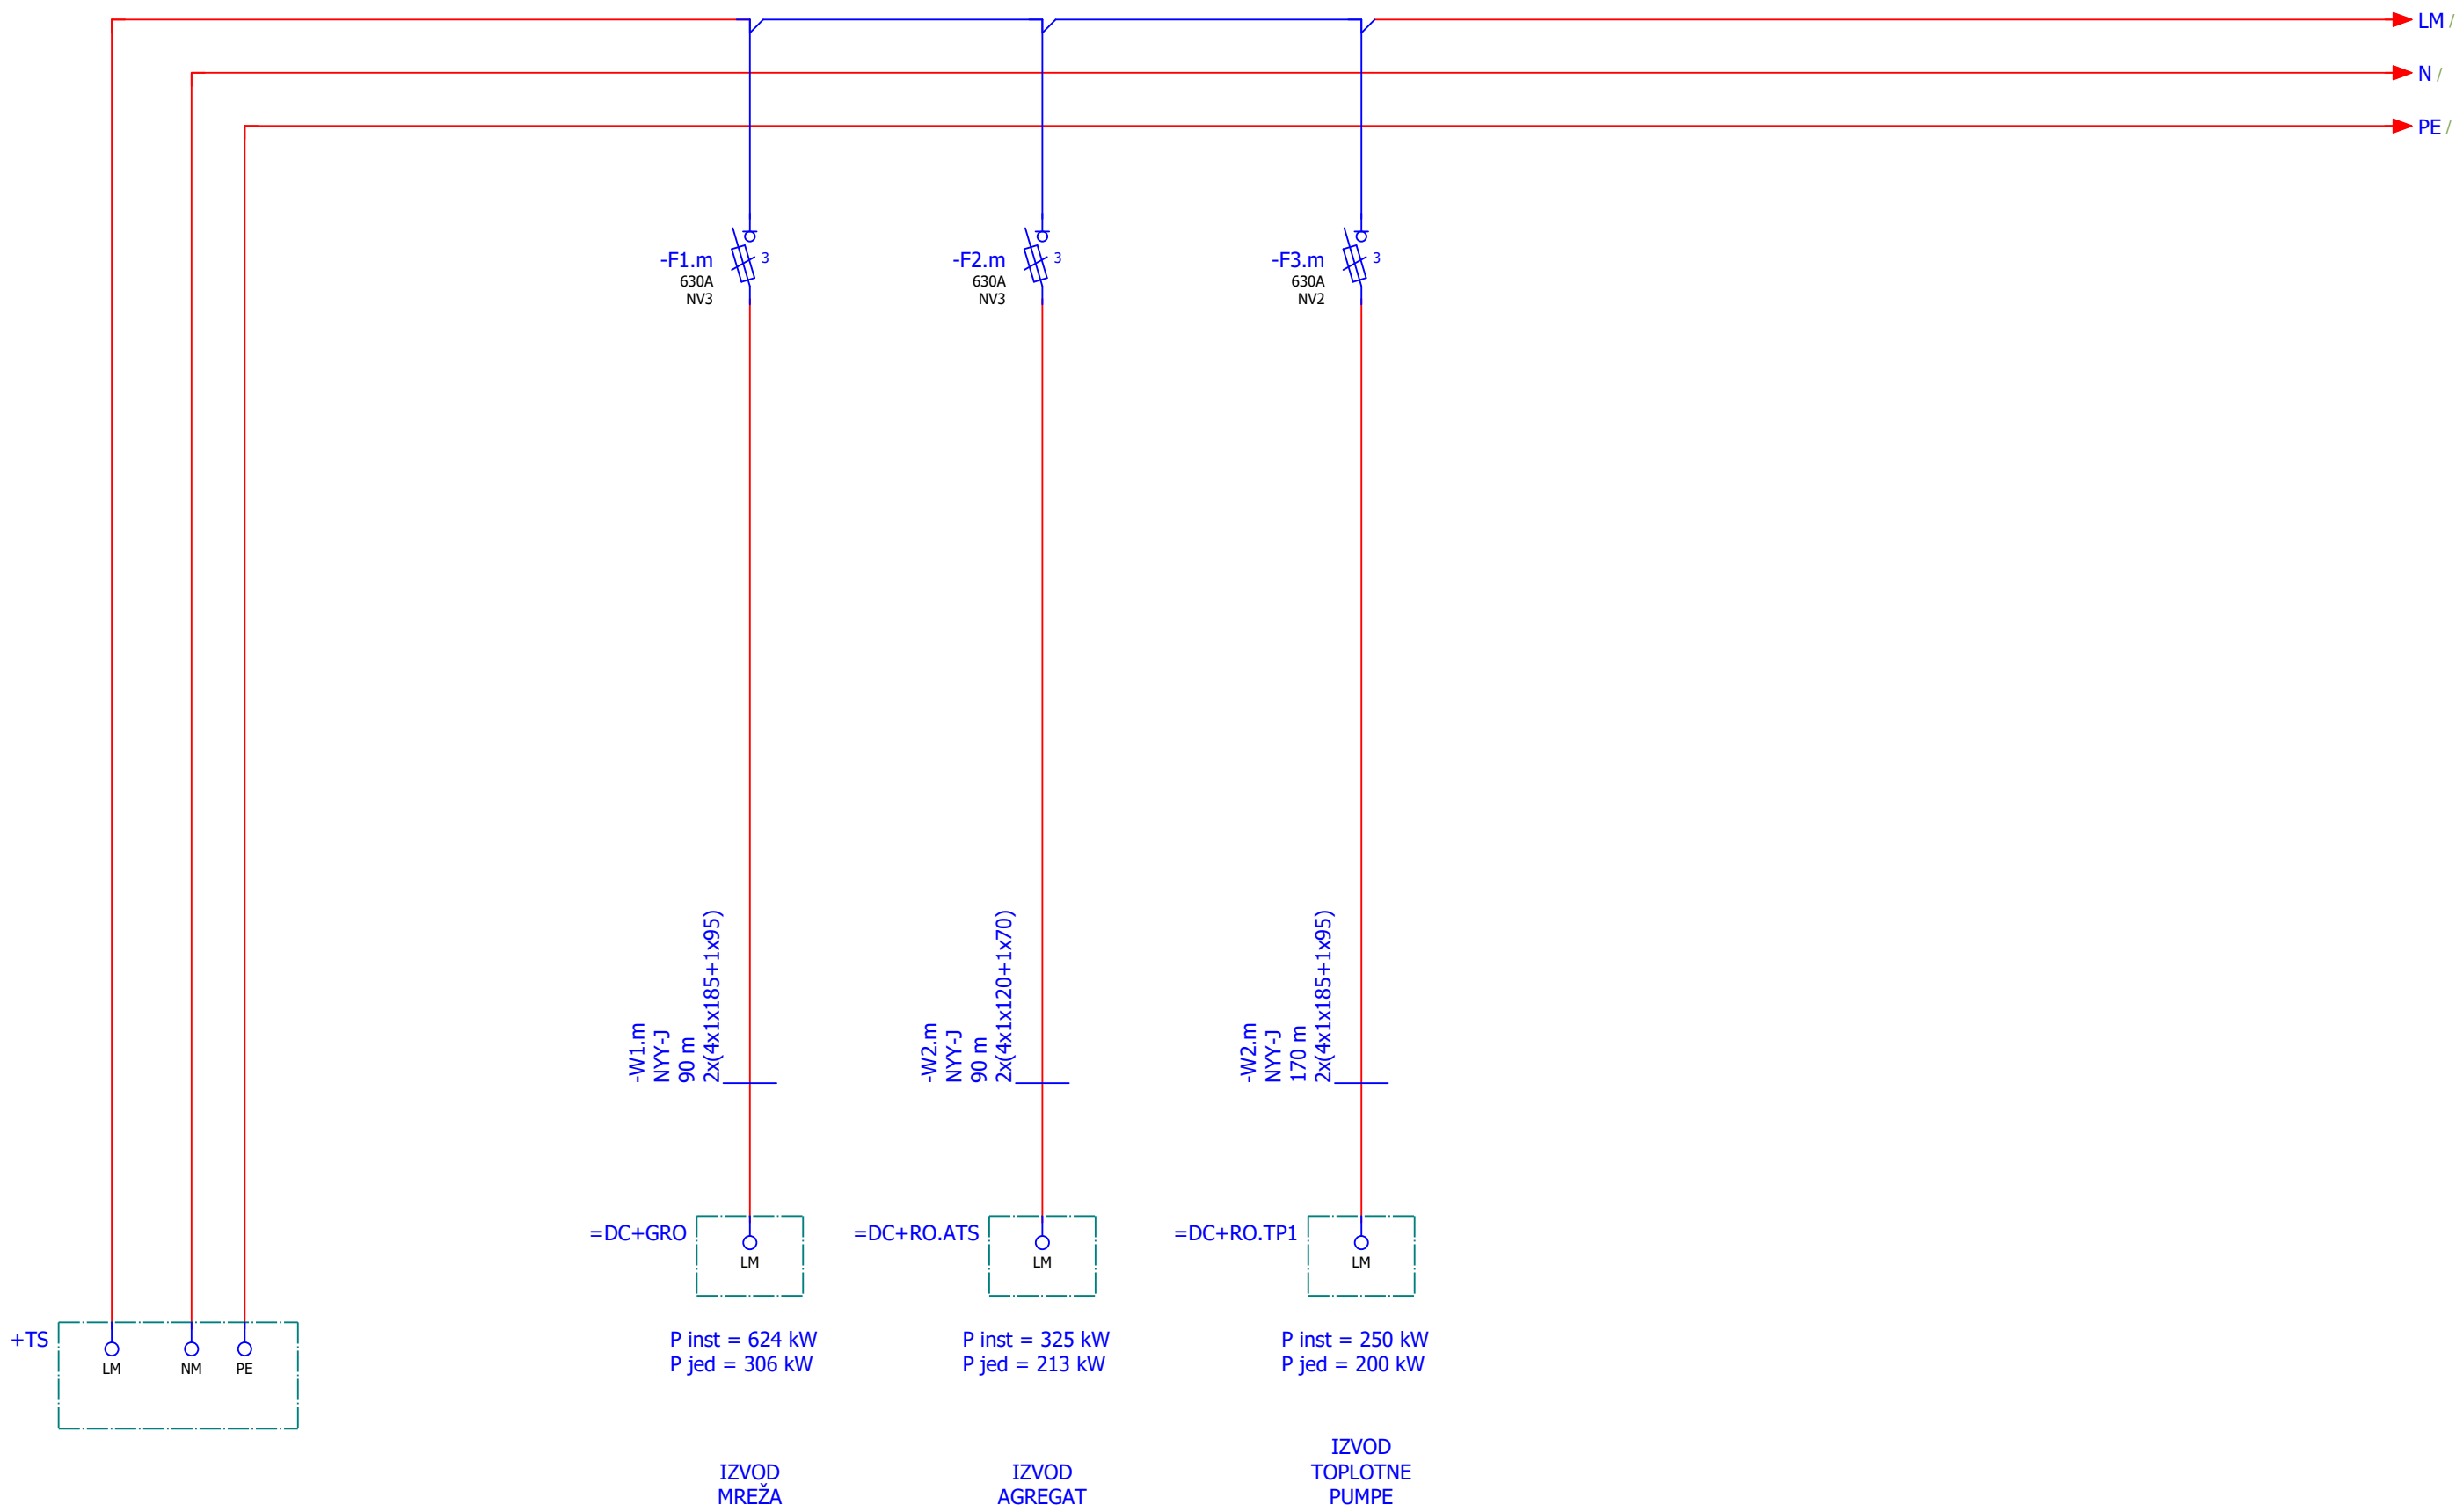 LM /
N /
PE /
-F1.m
630A
NV3
3
-F2.m
630A
NV3
3
-F3.m
630A
NV2
3
-W1.m
NYY-J
90 m
2x(4x1x185+1x95)
-W2.m
NYY-J
90 m
2x(4x1x120+1x70)
-W2.m
NYY-J
170 m
2x(4x1x185+1x95)
=DC+GRO
LM
=DC+RO.ATS
LM
=DC+RO.TP1
LM
+TS
LM
NM
PE
P inst = 624 kW
P jed = 306 kW
P inst = 325 kW
P jed = 213 kW
P inst = 250 kW
P jed = 200 kW
IZVOD
MREŽA
IZVOD
AGREGAT
IZVOD
TOPLOTNE
PUMPE